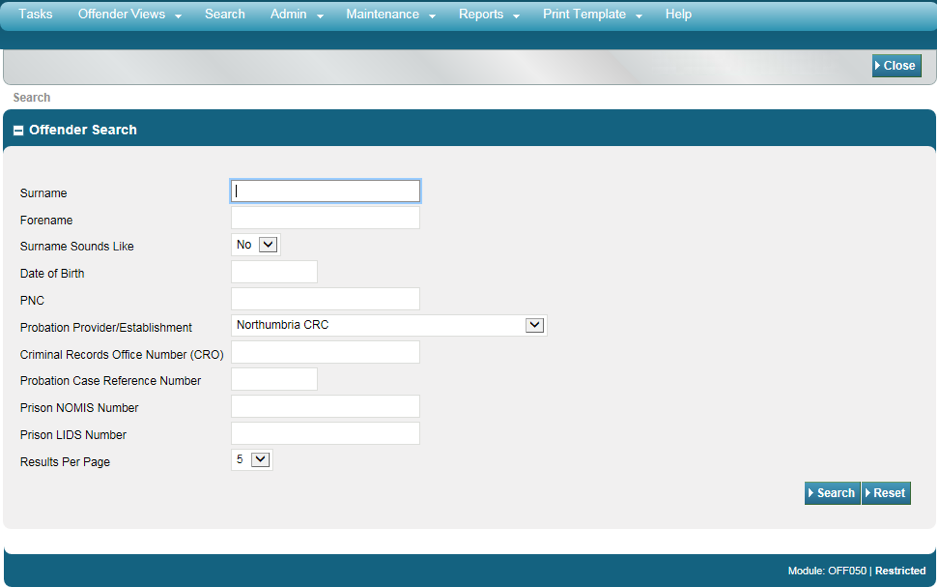 Tasks Offender Views Search Admin Maintenance Reports Print Template Help
Close
Search
Offender Search
Surname
Forename
Surname Sounds Like No
Date of Birth
PNC
Probation Provider/Establishment Northumbria CRC
Criminal Records Office Number (CRO)
Probation Case Reference Number
Prison NOMIS Number
Prison LIDS Number
Results Per Page 5
Search Reset
Module: OFF050 | Restricted